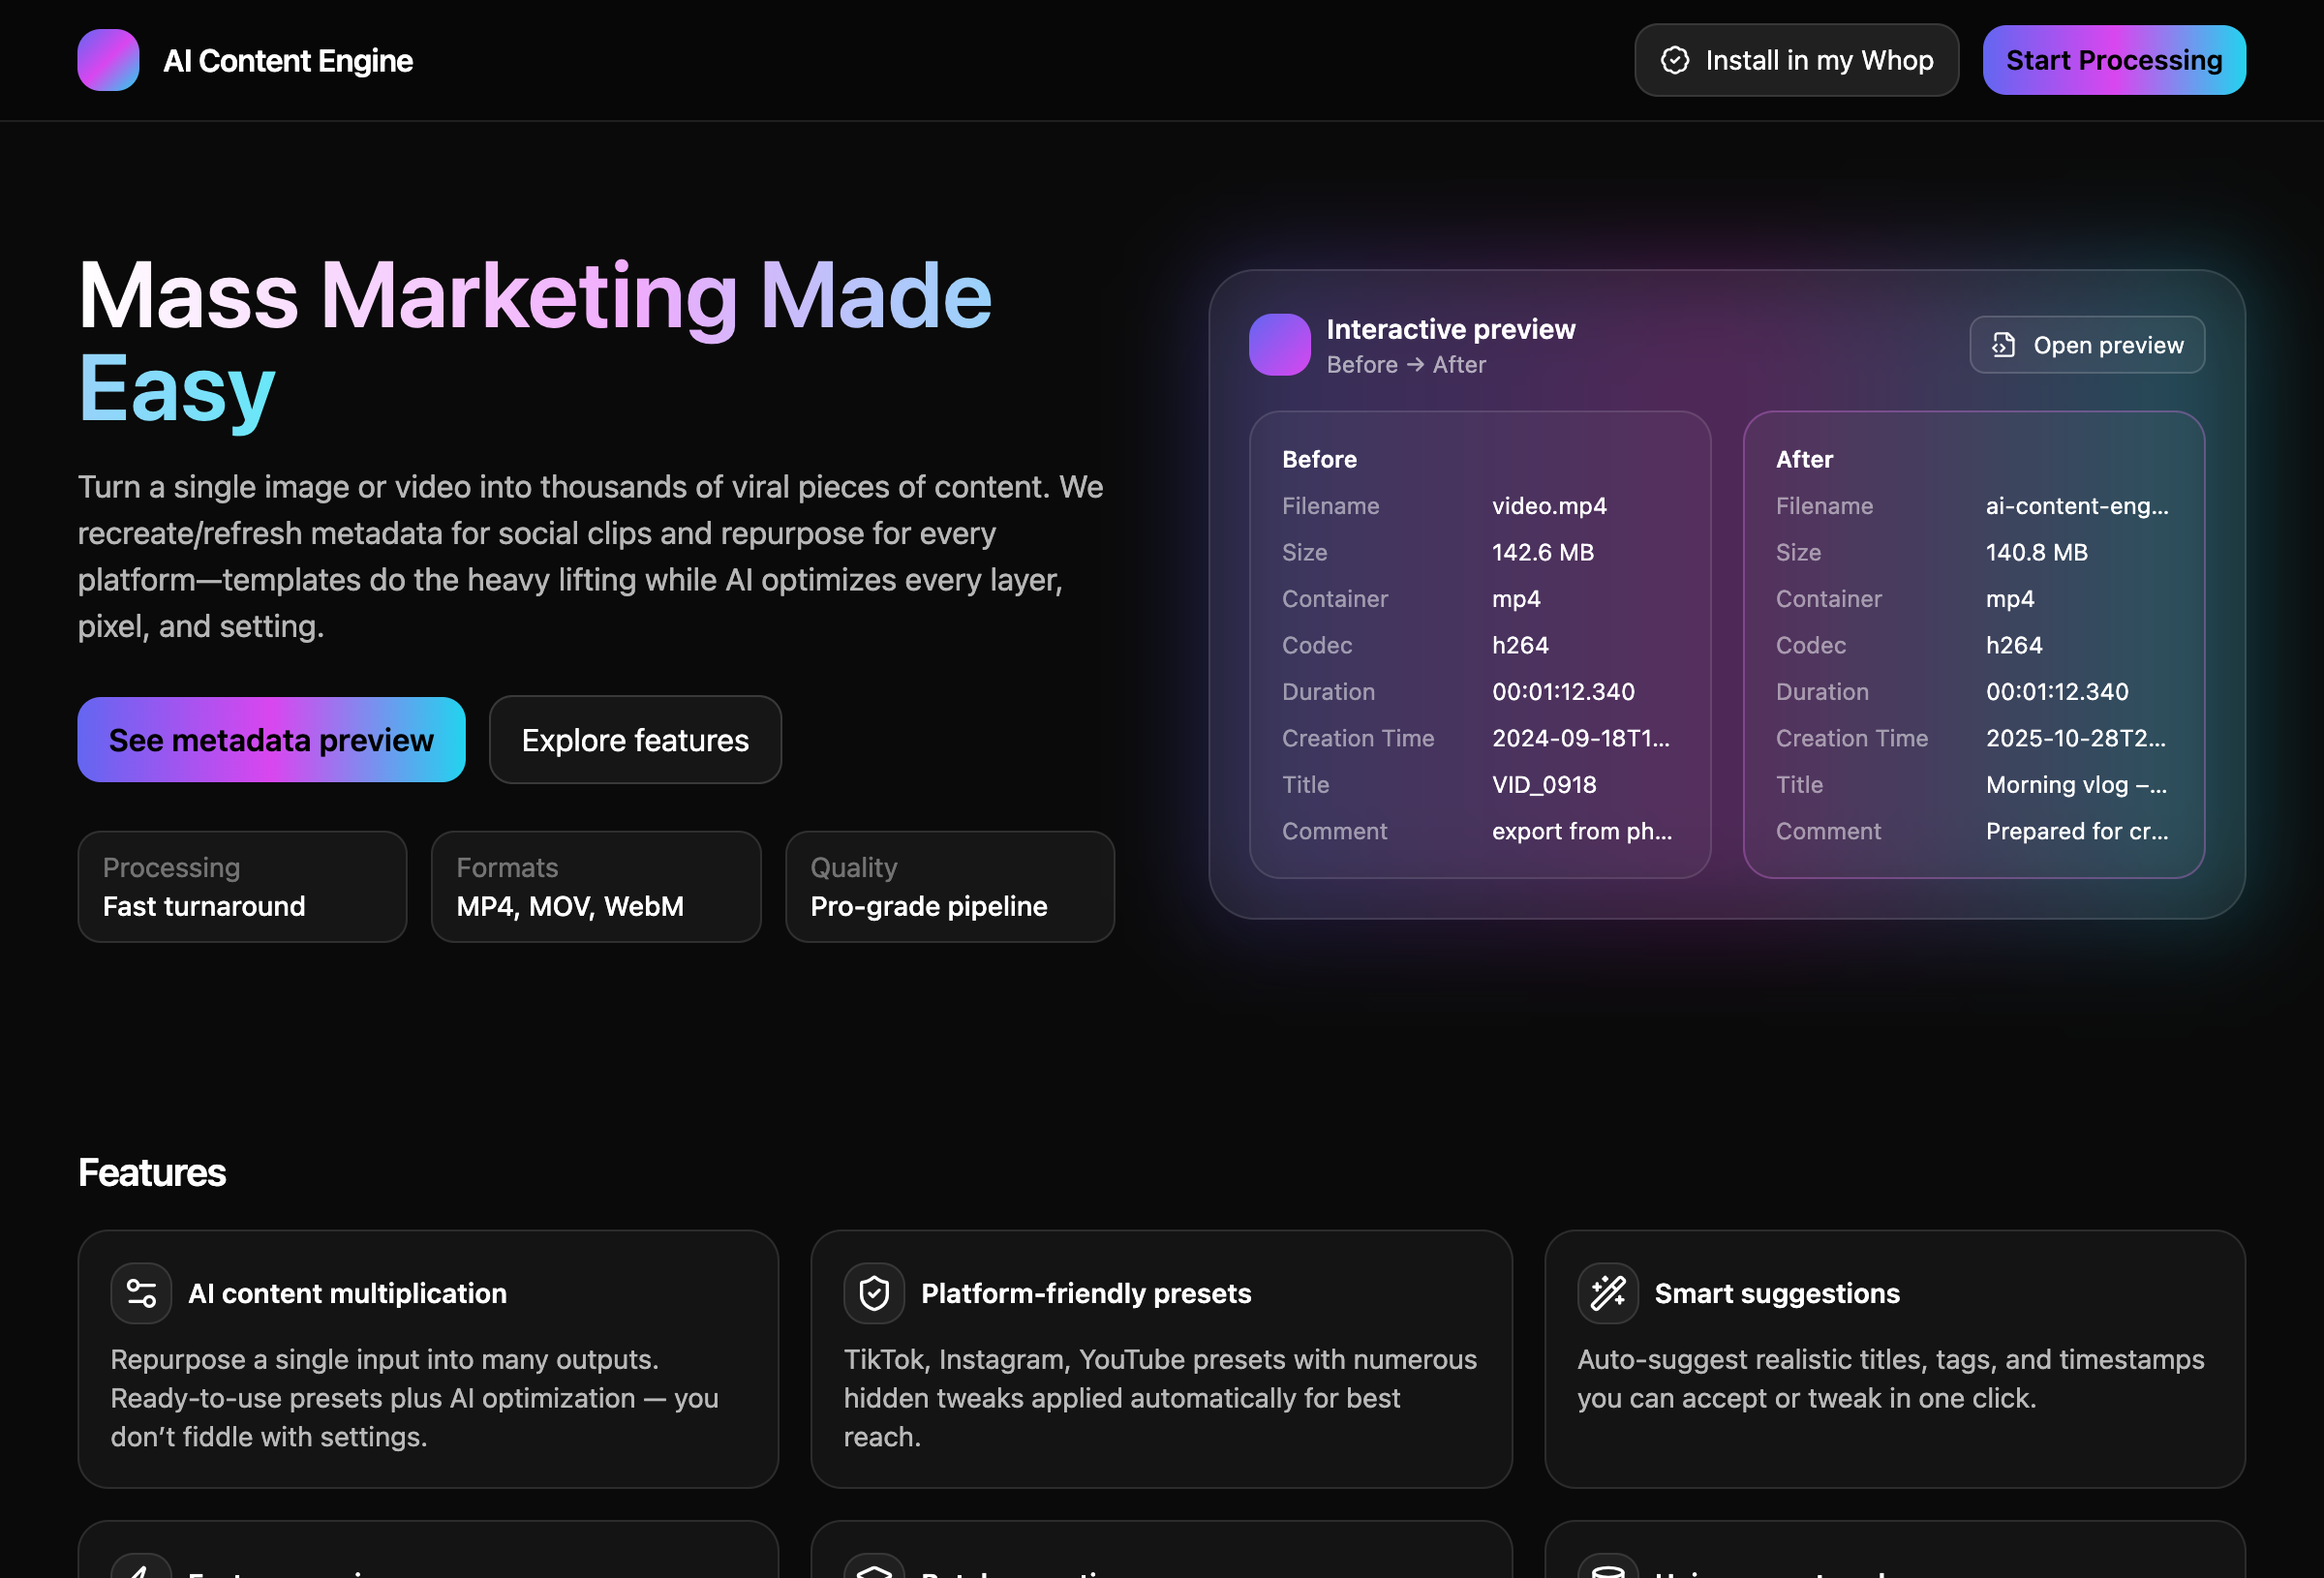 AI Content Engine
Install in my Whop
Start Processing
Mass Marketing Made
Easy
Turn a single image or video into thousands of viral pieces of content. We
recreate/refresh metadata for social clips and repurpose for every
platform—templates do the heavy lifting while AI optimizes every layer,
pixel, and setting.
See metadata preview
Explore features
Processing
Fast turnaround
Formats
MP4, MOV, WebM
Quality
Pro-grade pipeline
Interactive preview
Before → After
Open preview
Before
Filename video.mp4
Size 142.6 MB
Container mp4
Codec h264
Duration 00:01:12.340
Creation Time 2024-09-18T1...
Title VID_0918
Comment export from ph...
After
Filename ai-content-eng...
Size 140.8 MB
Container mp4
Codec h264
Duration 00:01:12.340
Creation Time 2025-10-28T2...
Title Morning vlog –...
Comment Prepared for cr...
Features
AI content multiplication
Repurpose a single input into many outputs.
Ready-to-use presets plus AI optimization — you
don’t fiddle with settings.
Platform-friendly presets
TikTok, Instagram, YouTube presets with numerous
hidden tweaks applied automatically for best
reach.
Smart suggestions
Auto-suggest realistic titles, tags, and timestamps
you can accept or tweak in one click.